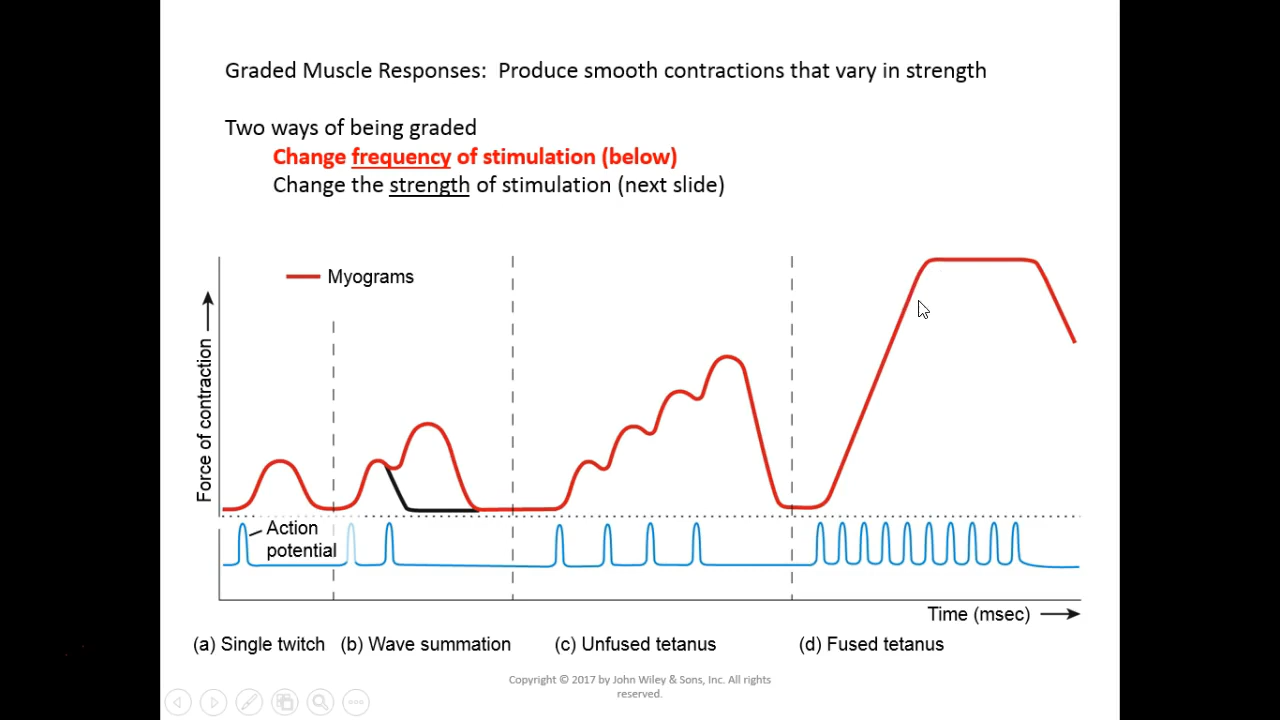 Graded Muscle Responses:  Produce smooth contractions that vary in strength
Two ways of being graded
Change frequency of stimulation (below)
Change the strength of stimulation (next slide)
Myograms
Force of contraction
Action
potential
Time (msec)
(a) Single twitch
(b) Wave summation
(c) Unfused tetanus
(d) Fused tetanus
Copyright © 2017 by John Wiley & Sons, Inc. All rights
reserved.